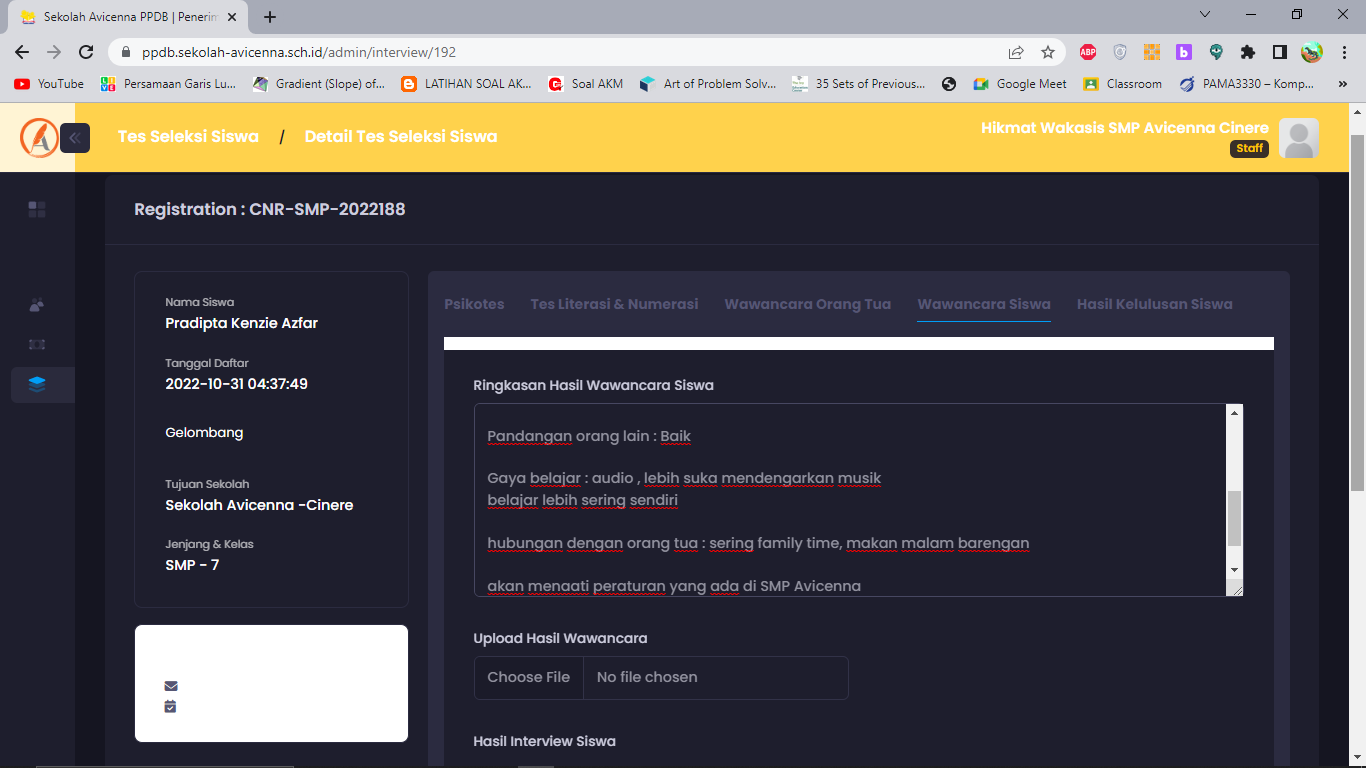 Sekolah Avicenna PPDB | Penerim
ppdb.sekolah-avicenna.sch.id/admin/interview/192
ABP
b
YouTube
Persamaan Garis Lu...
Gradient (Slope) of...
LATIHAN SOAL AK...
Soal AKM
Art of Problem Solv...
35 Sets of Previous...
Google Meet
Classroom
PAMA3330 – Komp...
Tes Seleksi Siswa / Detail Tes Seleksi Siswa
Hikmat Wakasis SMP Avicenna Cinere
Staff
Registration : CNR-SMP-2022188
Nama Siswa
Pradipta Kenzie Azfar
Tanggal Daftar
2022-10-31 04:37:49
Gelombang
Tujuan Sekolah
Sekolah Avicenna -Cinere
Jenjang & Kelas
SMP - 7
Psikotes
Tes Literasi & Numerasi
Wawancara Orang Tua
Wawancara Siswa
Hasil Kelulusan Siswa
Ringkasan Hasil Wawancara Siswa
Pandangan orang lain : Baik
Gaya belajar : audio , lebih suka mendengarkan musik
belajar lebih sering sendiri
hubungan dengan orang tua : sering family time, makan malam barengan
akan menaati peraturan yang ada di SMP Avicenna
Upload Hasil Wawancara
Choose File
No file chosen
Hasil Interview Siswa